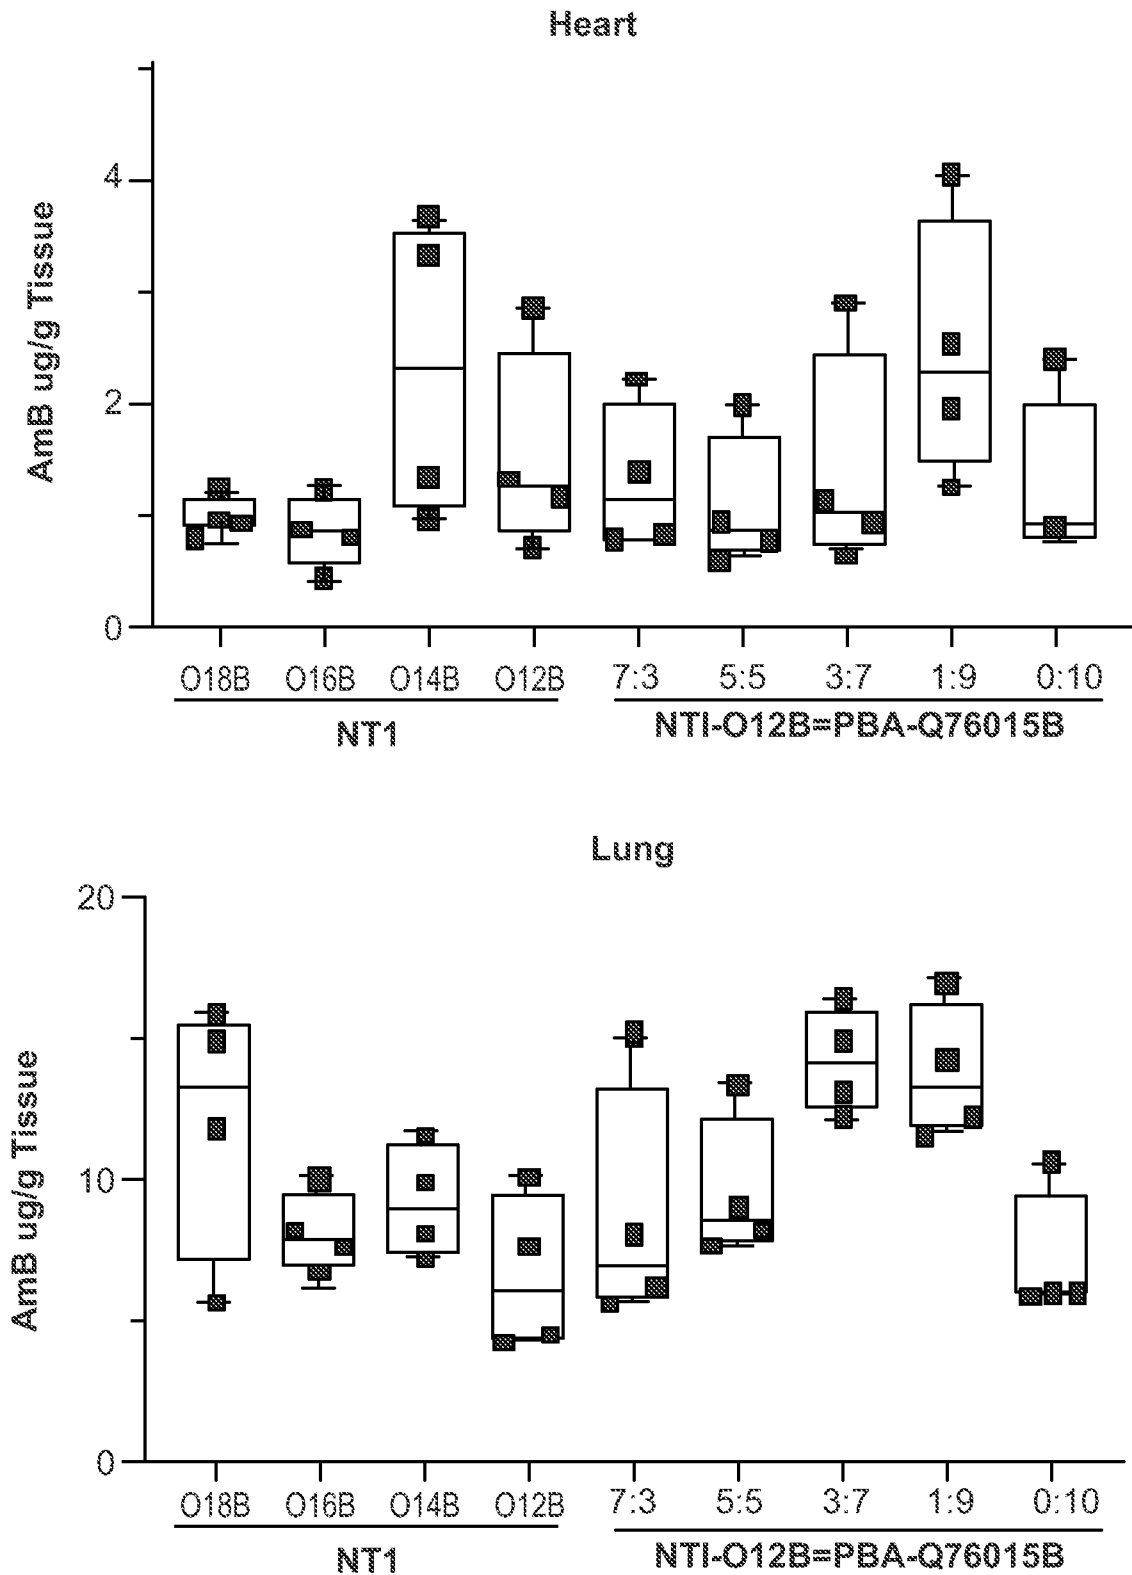 Heart
AmB ug/g Tissue
4
2
0
O18B O16B O14B O12B 7:3 5:5 3:7 1:9 0:10
NT1 NTI-O12B=PBA-Q76015B
Lung
AmB ug/g Tissue
20
10
0
O18B O16B O14B O12B 7:3 5:5 3:7 1:9 0:10
NT1 NTI-O12B=PBA-Q76015B